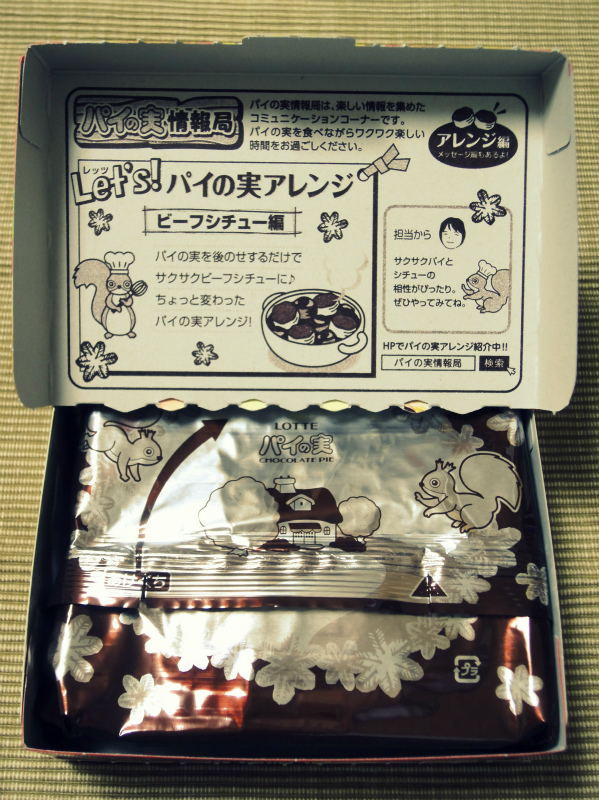 パイの実情報局
パイの実情報局は、楽しい情報を集めた
コミュニケーションコーナーです。
パイの実を食べながらワクワク楽しい
時間をお過ごしください。
アレンジ編
メッセージ編もあるよ!
レッツ
Let's! パイの実アレンジ
ビーフシチュー編
パイの実を後のせするだけで
サクサクビーフシチューに♪
ちょっと変わった
パイの実アレンジ!
担当から
サクサクパイと
シチューの
相性がぴったり。
ぜひやってみてね。
HPでパイの実アレンジ紹介中!!
パイの実情報局 検索
LOTTE
パイの実
CHOCOLATE PIE
あけくち
プラ